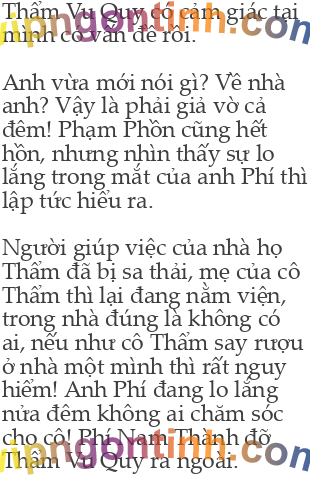 Thẩm Vu Quy có cảm giác tại
mình có vấn đề rồi.
Anh vừa mới nói gì? Về nhà
anh? Vậy là phải giả vờ cả
đêm! Phạm Phồn cũng hết
hồn, nhưng nhìn thấy sự lo
lắng trong mắt của anh Phí thì
lập tức hiểu ra.
Người giúp việc của nhà họ
Thẩm đã bị sa thải, mẹ của cô
Thẩm thì lại đang nằm viện,
trong nhà đúng là không có
ai, nếu như cô Thẩm say rượu
ở nhà một mình thì rất nguy
hiểm! Anh Phí đang lo lắng
nửa đêm không ai chăm sóc
cho cô! Phí Nam Thành đỡ
Thẩm Vu Quy ra ngoài.
vipngontinh.com
vipngontinh.com